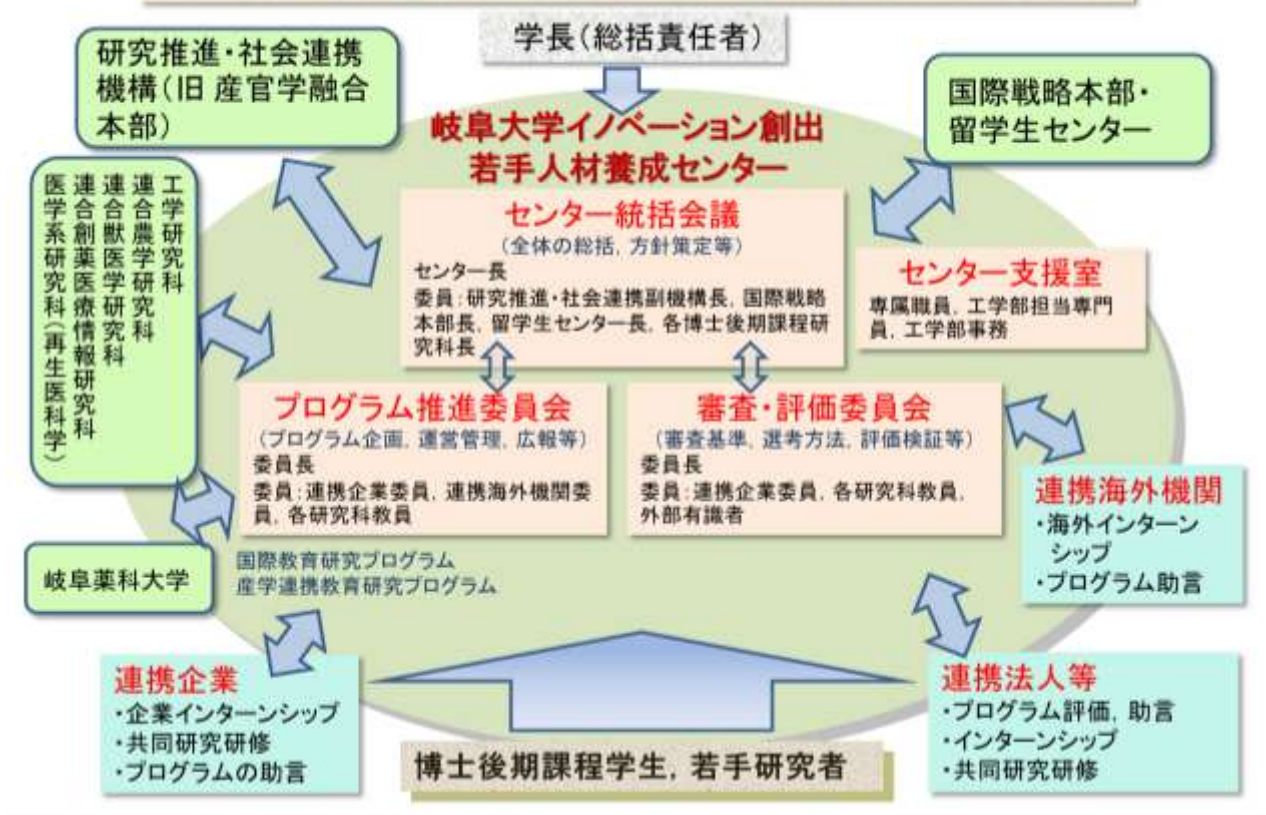 学長(総括責任者)
研究推進・社会連携
機構(旧 産官学融合
本部)
国際戦略本部・
留学生センター
岐阜大学イノベーション創出
若手人材養成センター
センター統括会議
(全体の総括, 方針策定等)
センター長
委員:研究推進・社会連携副機構長, 国際戦略
本部長, 留学生センター長, 各博士後期課程研
究科長
センター支援室
専属職員, 工学部担当専門
員, 工学部事務
工学研究科
連合農学研究科
連合獣医学研究科
連合創薬医療情報研究科
医学系研究科(再生医科学)
プログラム推進委員会
(プログラム企画, 運営管理, 広報等)
委員長
委員:連携企業委員, 連携海外機関委
員, 各研究科教員
審査・評価委員会
(審査基準, 選考方法, 評価検証等)
委員長
委員:連携企業委員, 各研究科教員,
外部有識者
連携海外機関
・海外インターン
シップ
・プログラム助言
岐阜薬科大学
国際教育研究プログラム
産学連携教育研究プログラム
連携企業
・企業インターンシップ
・共同研究研修
・プログラムの助言
連携法人等
・プログラム評価, 助言
・インターンシップ
・共同研究研修
博士後期課程学生, 若手研究者